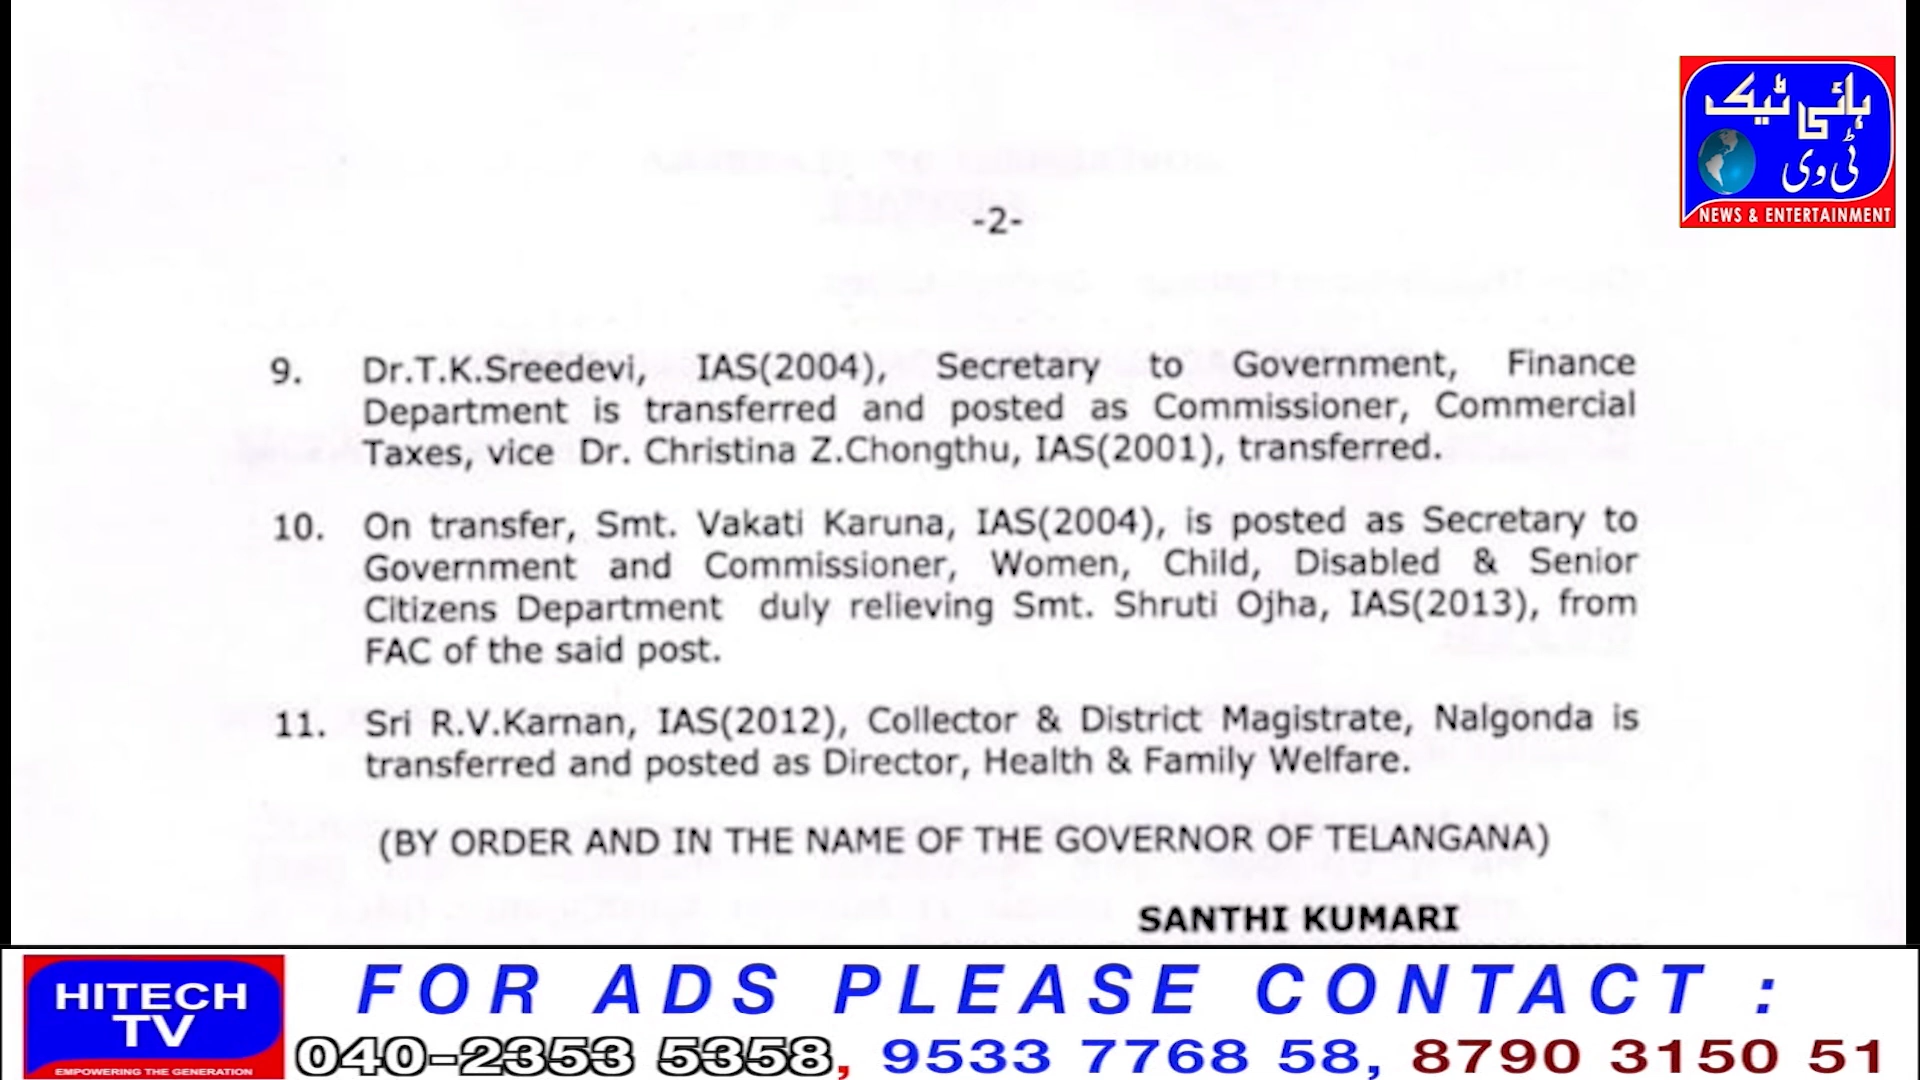 ہائی ٹیک
ٹی وی
NEWS & ENTERTAINMENT
-2-
9. Dr.T.K.Sreedevi, IAS(2004), Secretary to Government, Finance
Department is transferred and posted as Commissioner, Commercial
Taxes, vice Dr. Christina Z.Chongthu, IAS(2001), transferred.
10. On transfer, Smt. Vakati Karuna, IAS(2004), is posted as Secretary to
Government and Commissioner, Women, Child, Disabled & Senior
Citizens Department duly relieving Smt. Shruti Ojha, IAS(2013), from
FAC of the said post.
11. Sri R.V.Karnan, IAS(2012), Collector & District Magistrate, Nalgonda is
transferred and posted as Director, Health & Family Welfare.
(BY ORDER AND IN THE NAME OF THE GOVERNOR OF TELANGANA)
SANTHI KUMARI
HITECH
TV
EMPOWERING THE GENERATION
FOR ADS PLEASE CONTACT :
040-2353 5358, 9533 7768 58, 8790 3150 51